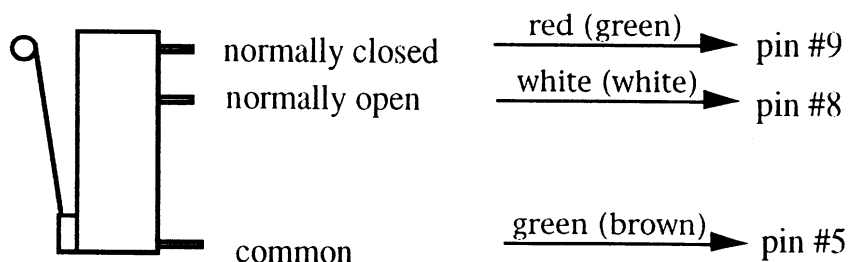 normally closed red (green) pin #9
normally open white (white) pin #8
common green (brown) pin #5